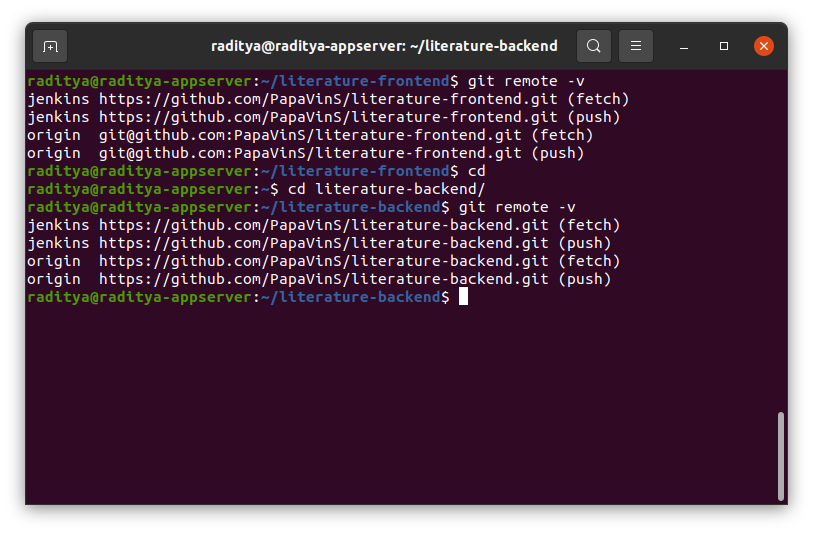 raditya@raditya-appserver: ~/literature-backend
raditya@raditya-appserver:~/literature-frontend$ git remote -v
jenkins https://github.com/PapaVinS/literature-frontend.git (fetch)
jenkins https://github.com/PapaVinS/literature-frontend.git (push)
origin  git@github.com:PapaVinS/literature-frontend.git (fetch)
origin  git@github.com:PapaVinS/literature-frontend.git (push)
raditya@raditya-appserver:~/literature-frontend$ cd
raditya@raditya-appserver:~$ cd literature-backend/
raditya@raditya-appserver:~/literature-backend$ git remote -v
jenkins https://github.com/PapaVinS/literature-backend.git (fetch)
jenkins https://github.com/PapaVinS/literature-backend.git (push)
origin  https://github.com/PapaVinS/literature-backend.git (fetch)
origin  https://github.com/PapaVinS/literature-backend.git (push)
raditya@raditya-appserver:~/literature-backend$